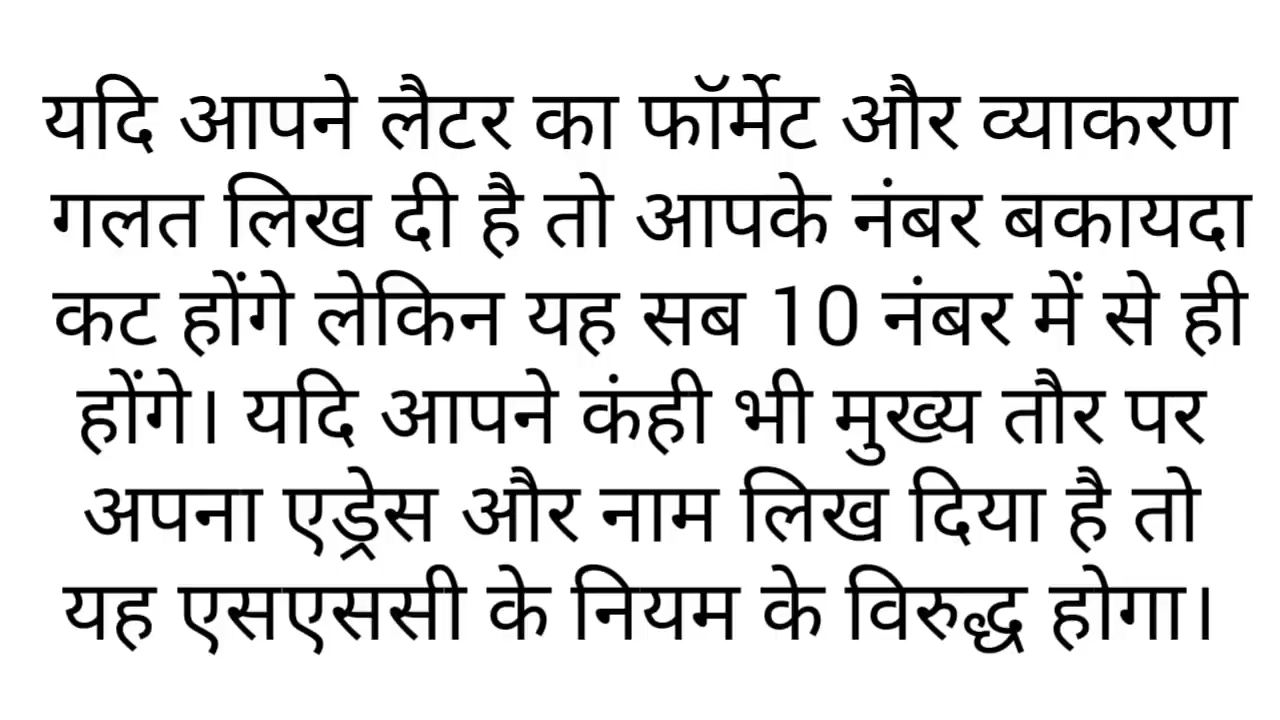 यदि आपने लैटर का फॉर्मेट और व्याकरण
गलत लिख दी है तो आपके नंबर बकायदा
कट होंगे लेकिन यह सब 10 नंबर में से ही
होंगे। यदि आपने कंही भी मुख्य तौर पर
अपना एड्रेस और नाम लिख दिया है तो
यह एसएससी के नियम के विरुद्ध होगा।